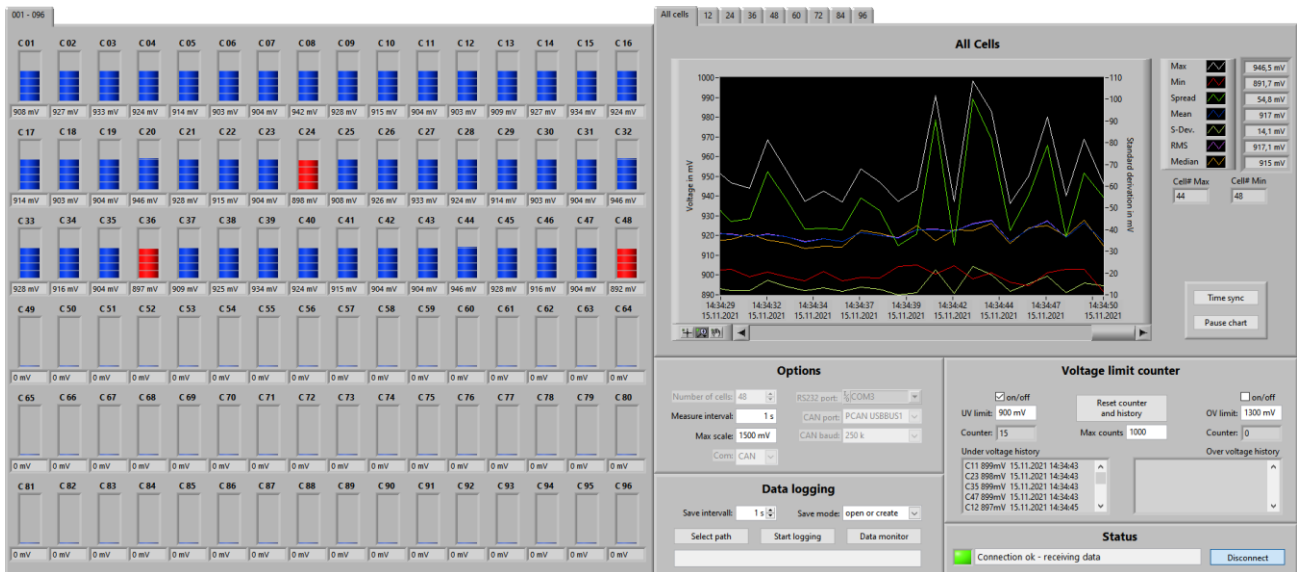 001 - 096
C 01 C 02 C 03 C 04 C 05 C 06 C 07 C 08 C 09 C 10 C 11 C 12 C 13 C 14 C 15 C 16
908 mV 927 mV 933 mV 924 mV 914 mV 903 mV 904 mV 942 mV 928 mV 915 mV 904 mV 903 mV 909 mV 927 mV 934 mV 924 mV
C 17 C 18 C 19 C 20 C 21 C 22 C 23 C 24 C 25 C 26 C 27 C 28 C 29 C 30 C 31 C 32
914 mV 903 mV 904 mV 946 mV 928 mV 915 mV 904 mV 898 mV 908 mV 926 mV 933 mV 924 mV 914 mV 903 mV 904 mV 946 mV
C 33 C 34 C 35 C 36 C 37 C 38 C 39 C 40 C 41 C 42 C 43 C 44 C 45 C 46 C 47 C 48
928 mV 916 mV 904 mV 897 mV 909 mV 925 mV 934 mV 924 mV 915 mV 904 mV 904 mV 946 mV 928 mV 916 mV 904 mV 892 mV
C 49 C 50 C 51 C 52 C 53 C 54 C 55 C 56 C 57 C 58 C 59 C 60 C 61 C 62 C 63 C 64
0 mV 0 mV 0 mV 0 mV 0 mV 0 mV 0 mV 0 mV 0 mV 0 mV 0 mV 0 mV 0 mV 0 mV 0 mV 0 mV
C 65 C 66 C 67 C 68 C 69 C 70 C 71 C 72 C 73 C 74 C 75 C 76 C 77 C 78 C 79 C 80
0 mV 0 mV 0 mV 0 mV 0 mV 0 mV 0 mV 0 mV 0 mV 0 mV 0 mV 0 mV 0 mV 0 mV 0 mV 0 mV
C 81 C 82 C 83 C 84 C 85 C 86 C 87 C 88 C 89 C 90 C 91 C 92 C 93 C 94 C 95 C 96
0 mV 0 mV 0 mV 0 mV 0 mV 0 mV 0 mV 0 mV 0 mV 0 mV 0 mV 0 mV 0 mV 0 mV 0 mV 0 mV
All cells 12 24 36 48 60 72 84 96
All Cells
Voltage in mV
1000
990
980
970
960
950
940
930
920
910
900
890
Standard derivation in mV
110
100
90
80
70
60
50
40
30
20
10
14:34:29 14:34:32 14:34:34 14:34:37 14:34:39 14:34:42 14:34:44 14:34:47 14:34:50
15.11.2021 15.11.2021 15.11.2021 15.11.2021 15.11.2021 15.11.2021 15.11.2021 15.11.2021 15.11.2021
Max 946,5 mV
Min 891,7 mV
Spread 54,8 mV
Mean 917 mV
S-Dev. 14,1 mV
RMS 917,1 mV
Median 915 mV
Cell# Max Cell# Min
44 48
Time sync
Pause chart
Options
Number of cells: 48 RS232 port: COM3
Measure interval: 1 s CAN port: PCAN USBBUS1
Max scale: 1500 mV CAN baud: 250 k
Com: CAN
Data logging
Save intervall: 1 s Save mode: open or create
Select path Start logging Data monitor
Voltage limit counter
on/off Reset counter and history on/off
UV limit: 900 mV OV limit: 1300 mV
Counter: 15 Max counts 1000 Counter: 0
Under voltage history Over voltage history
C11 899mV 15.11.2021 14:34:43
C23 898mV 15.11.2021 14:34:43
C35 899mV 15.11.2021 14:34:43
C47 899mV 15.11.2021 14:34:43
C12 897mV 15.11.2021 14:34:45
Status
Connection ok - receiving data Disconnect